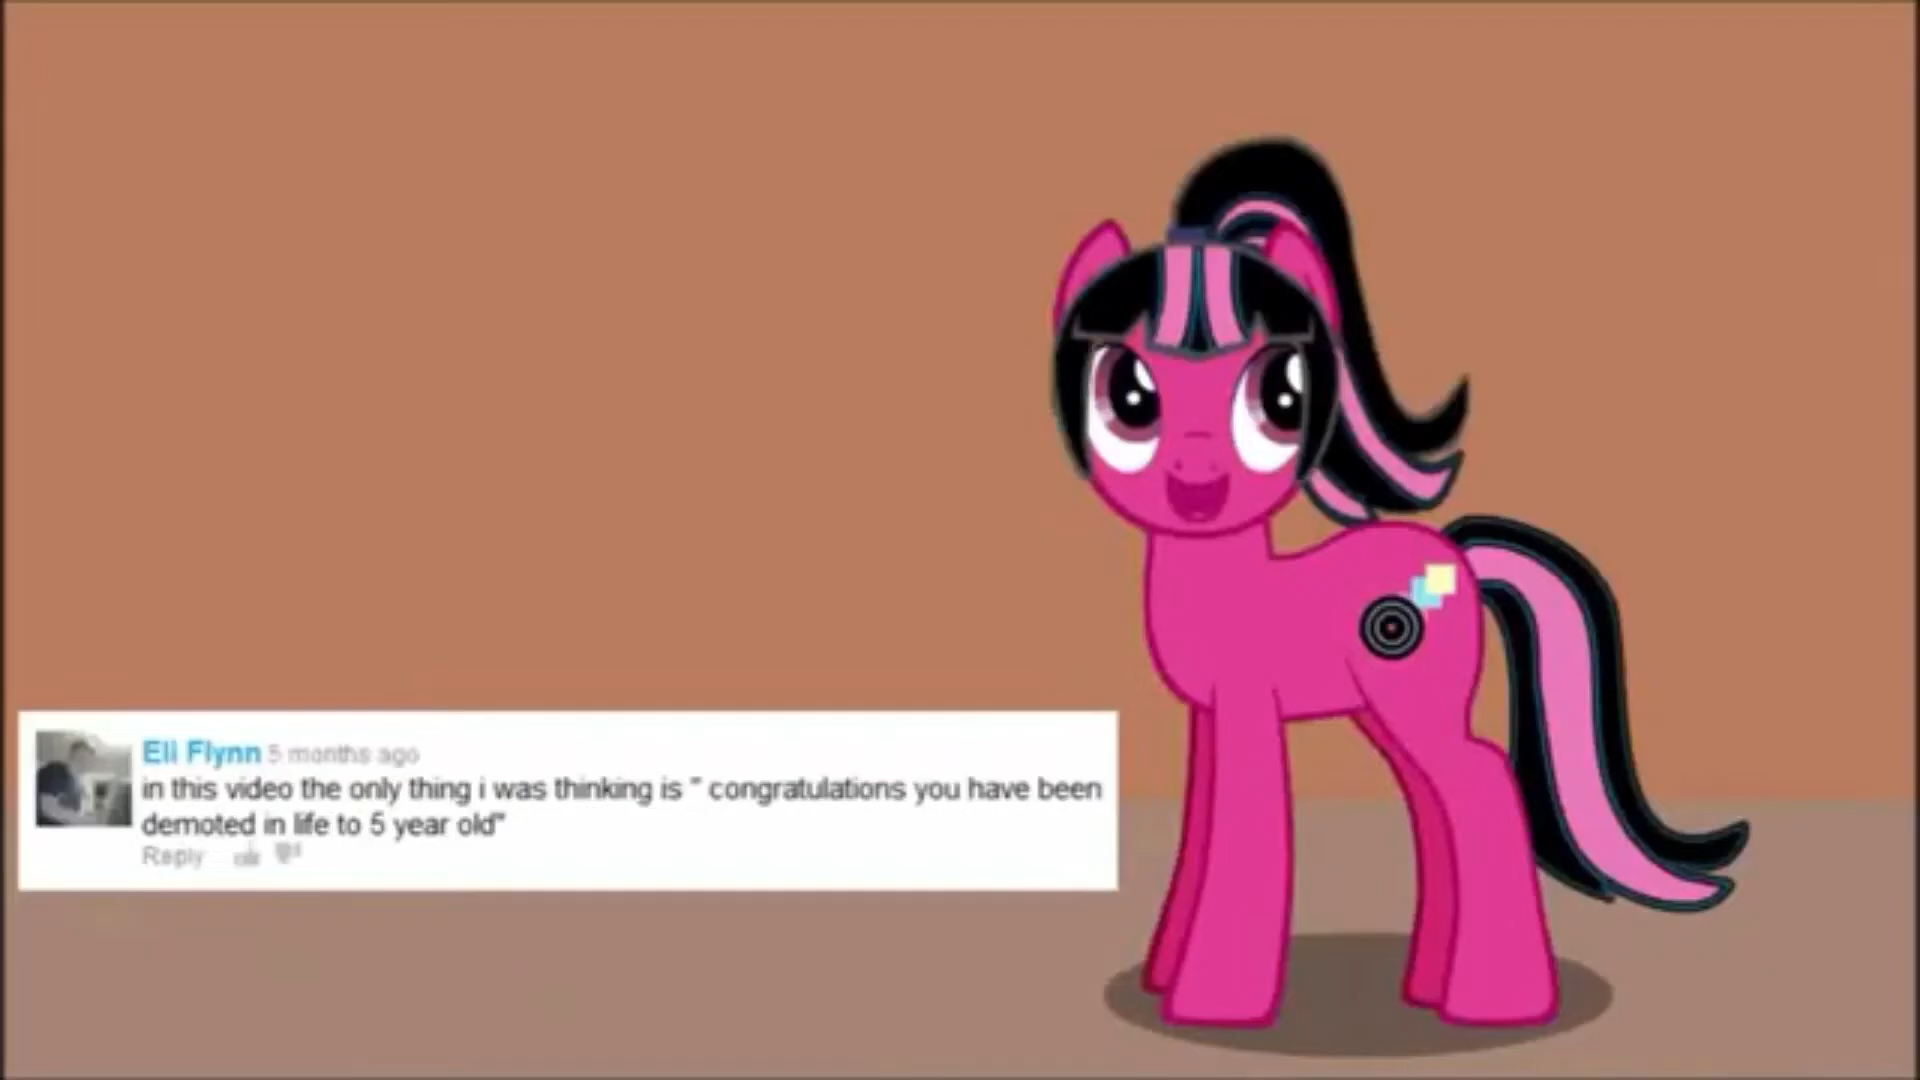 Eli Flynn 5 months ago
in this video the only thing i was thinking is " congratulations you have been
demoted in life to 5 year old"
Reply